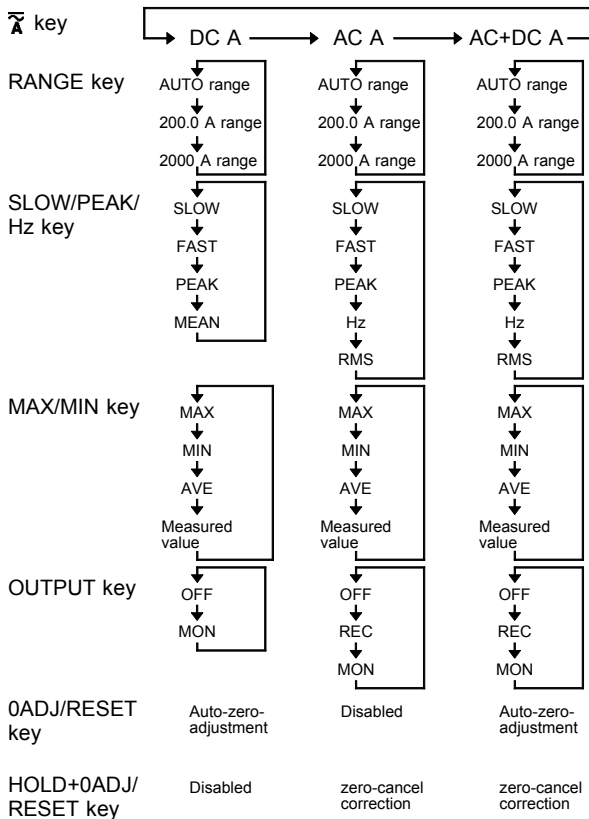 A key
DC A AC A AC+DC A
RANGE key
AUTO range AUTO range AUTO range
200.0 A range 200.0 A range 200.0 A range
2000 A range 2000 A range 2000 A range
SLOW/PEAK/
Hz key
SLOW SLOW SLOW
FAST FAST FAST
PEAK PEAK PEAK
MEAN Hz Hz
RMS RMS
MAX/MIN key
MAX MAX MAX
MIN MIN MIN
AVE AVE AVE
Measured Measured Measured
value value value
OUTPUT key
OFF OFF OFF
MON REC REC
MON MON
0ADJ/RESET
key
Auto-zero- Disabled Auto-zero-
adjustment adjustment
HOLD+0ADJ/
RESET key
Disabled zero-cancel zero-cancel
correction correction